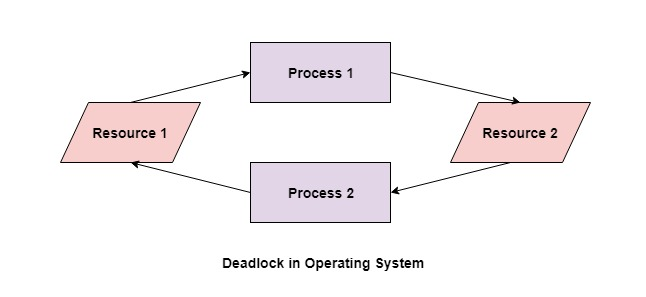 Process 1
Resource 1
Resource 2
Process 2
Deadlock in Operating System